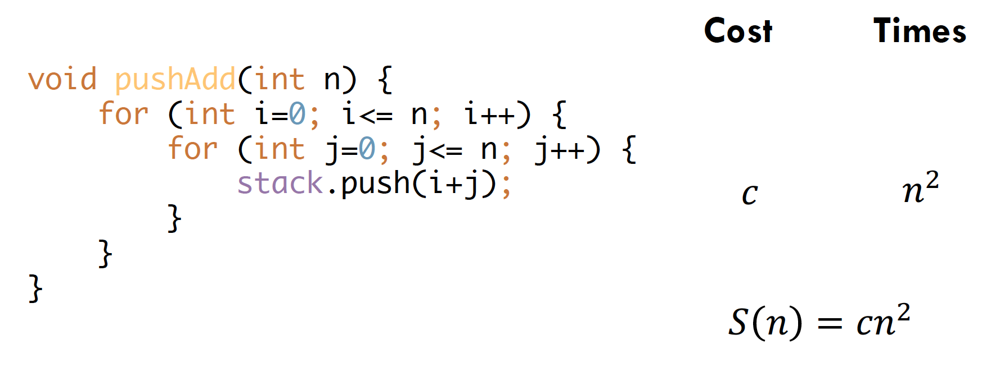 Cost Times
void pushAdd(int n) {
for (int i=0; i<= n; i++) {
for (int j=0; j<= n; j++) {
stack.push(i+j); c n²
}
}
}
S(n) = cn²